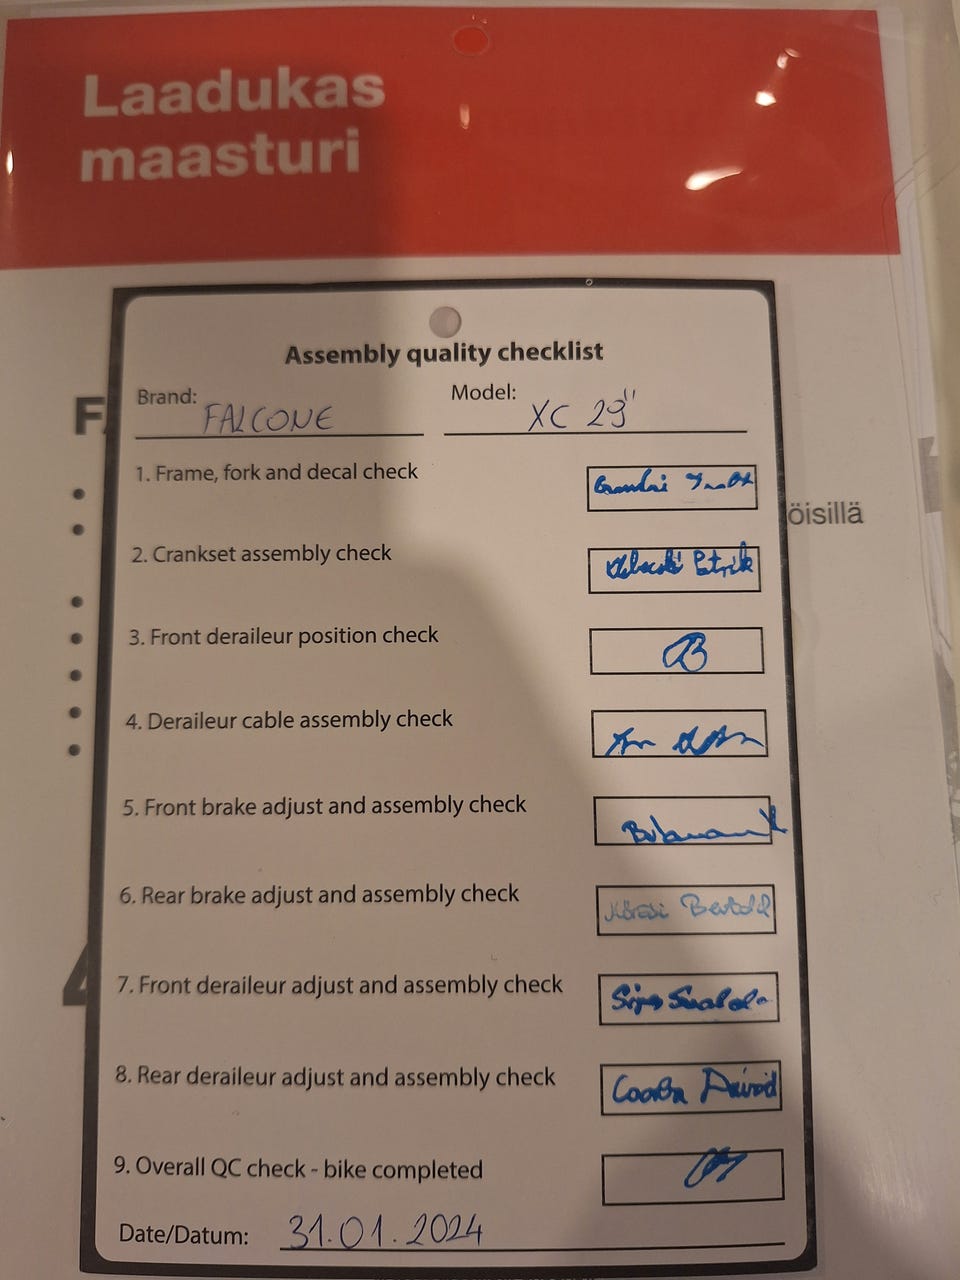 Laadukas
maasturi
Assembly quality checklist
Brand: FALCONE Model: XC 29"
1. Frame, fork and decal check
öisillä
2. Crankset assembly check Patrik
3. Front deraileur position check
4. Deraileur cable assembly check
5. Front brake adjust and assembly check
6. Rear brake adjust and assembly check
7. Front deraileur adjust and assembly check
8. Rear deraileur adjust and assembly check Dávid
9. Overall QC check - bike completed
Date/Datum: 31.01.2024